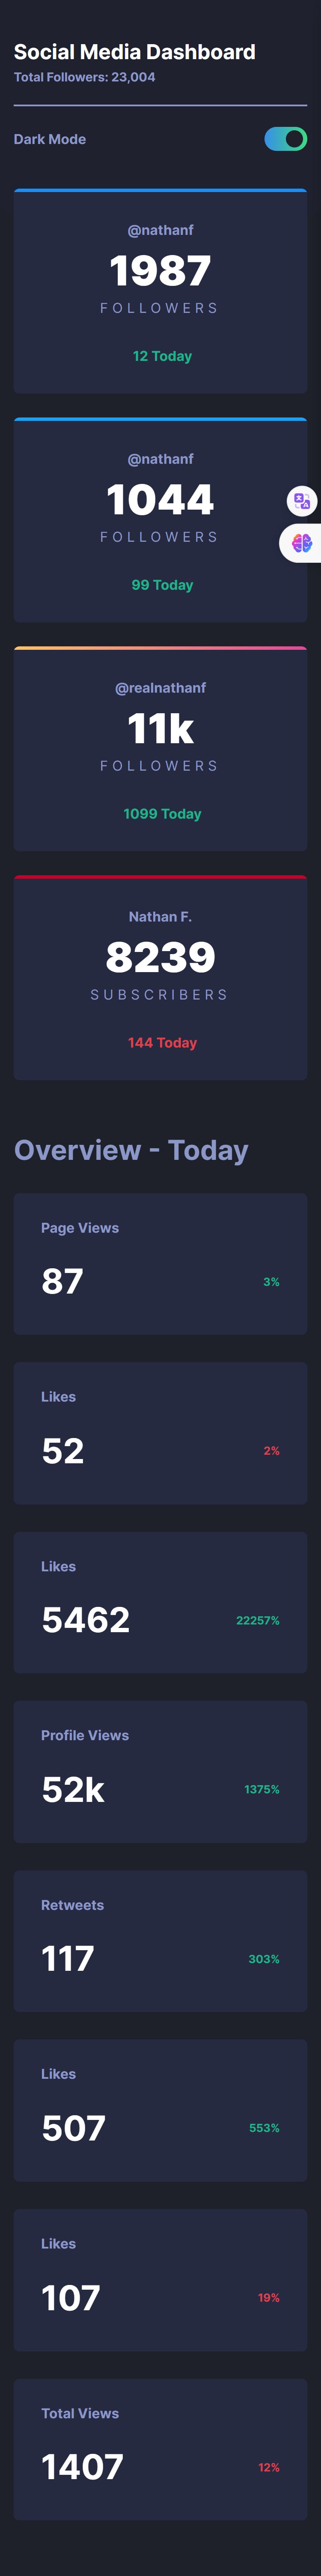 Social Media Dashboard
Total Followers: 23,004
Dark Mode
@nathanf
1987
FOLLOWERS
12 Today
@nathanf
1044
FOLLOWERS
99 Today
@realnathanf
11k
FOLLOWERS
1099 Today
Nathan F.
8239
SUBSCRIBERS
144 Today
Overview - Today
Page Views
87
3%
Likes
52
2%
Likes
5462
22257%
Profile Views
52k
1375%
Retweets
117
303%
Likes
507
553%
Likes
107
19%
Total Views
1407
12%